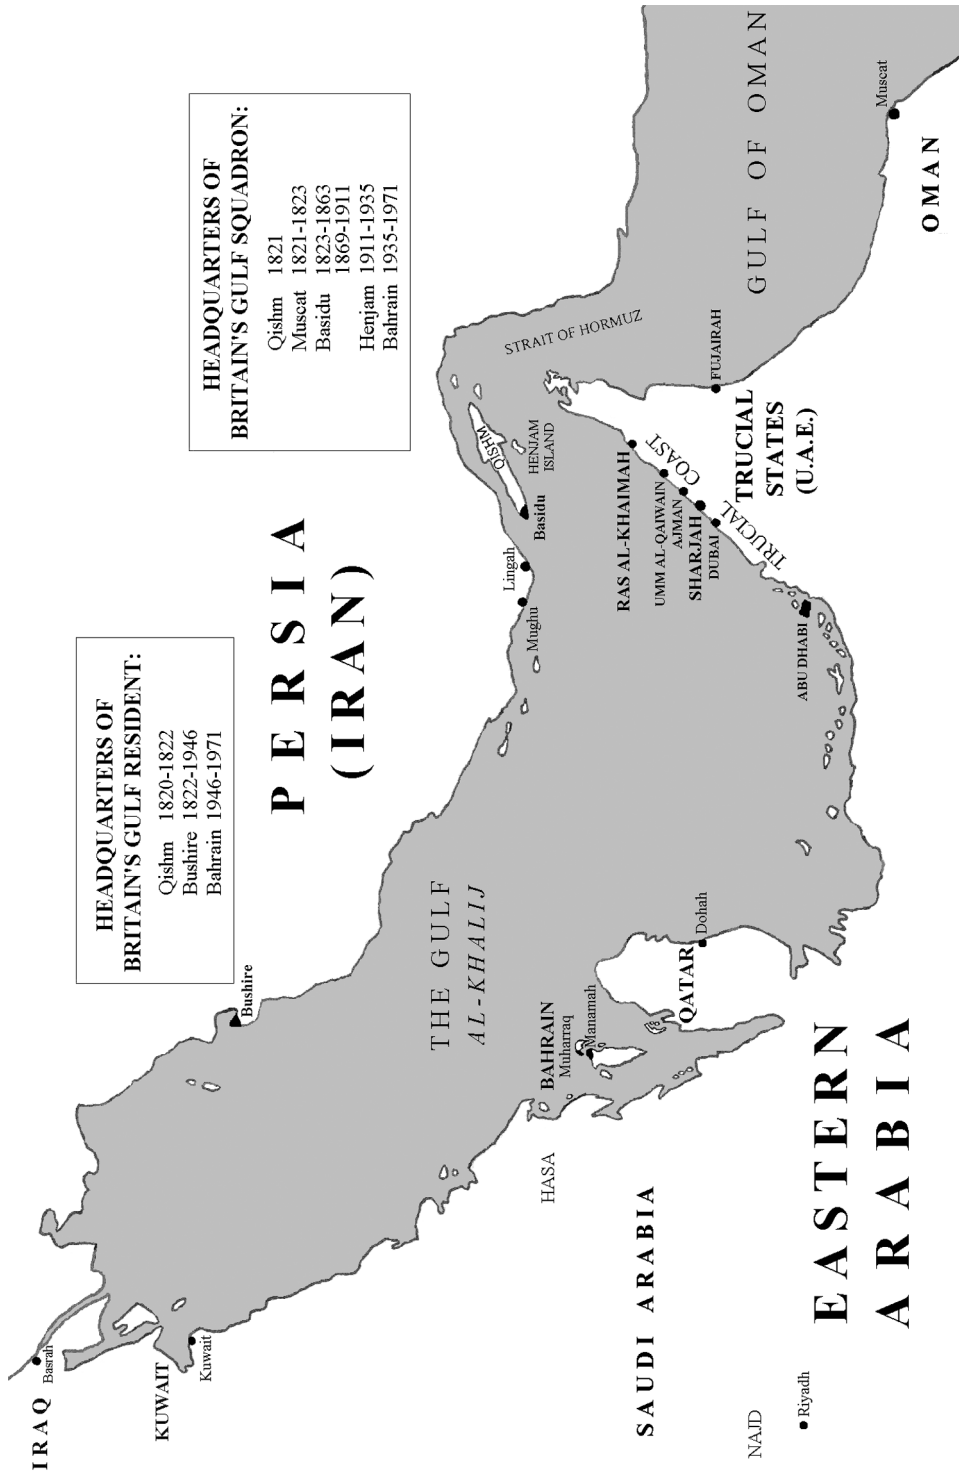 HEADQUARTERS OF
BRITAIN'S GULF RESIDENT:
Qishm 1820-1822
Bushire 1822-1946
Bahrain 1946-1971
HEADQUARTERS OF
BRITAIN'S GULF SQUADRON:
Qishm 1821
Muscat 1821-1823
Basidu 1823-1863
1869-1911
Henjam 1911-1935
Bahrain 1935-1971
IRAQ
Basrah
KUWAIT
Kuwait
Bushire
PERSIA
(IRAN)
THE GULF
AL-KHALIJ
Lingah
Mughu
Basidu
QISHM
HENJAM
ISLAND
STRAIT OF HORMUZ
GULF OF OMAN
Muscat
OMAN
FUJAIRAH
TRUCIAL
STATES
(U.A.E.)
TRUCIAL COAST
RAS AL-KHAIMAH
UMM AL-QAIWAIN
AJMAN
SHARJAH
DUBAI
ABU DHABI
HASA
BAHRAIN
Muharraq
Manamah
QATAR
Dohah
SAUDI ARABIA
NAJD
Riyadh
EASTERN
ARABIA